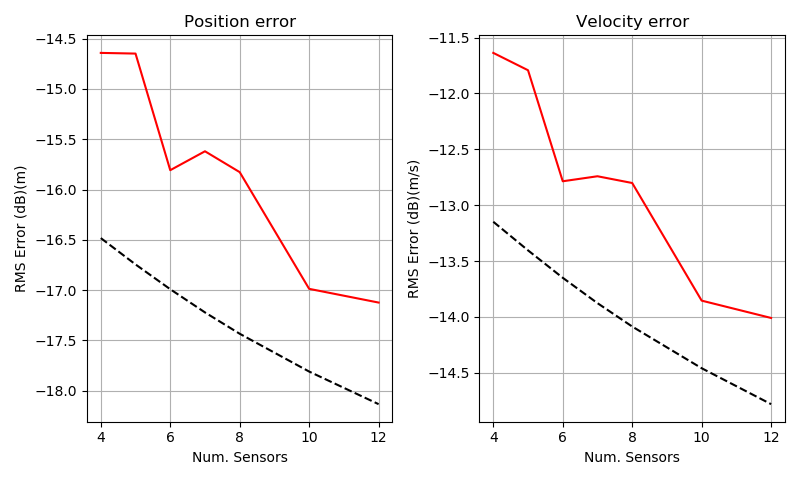 Position error
RMS Error (dB)(m)
−14.5
−15.0
−15.5
−16.0
−16.5
−17.0
−17.5
−18.0
4 6 8 10 12
Num. Sensors
Velocity error
RMS Error (dB)(m/s)
−11.5
−12.0
−12.5
−13.0
−13.5
−14.0
−14.5
4 6 8 10 12
Num. Sensors